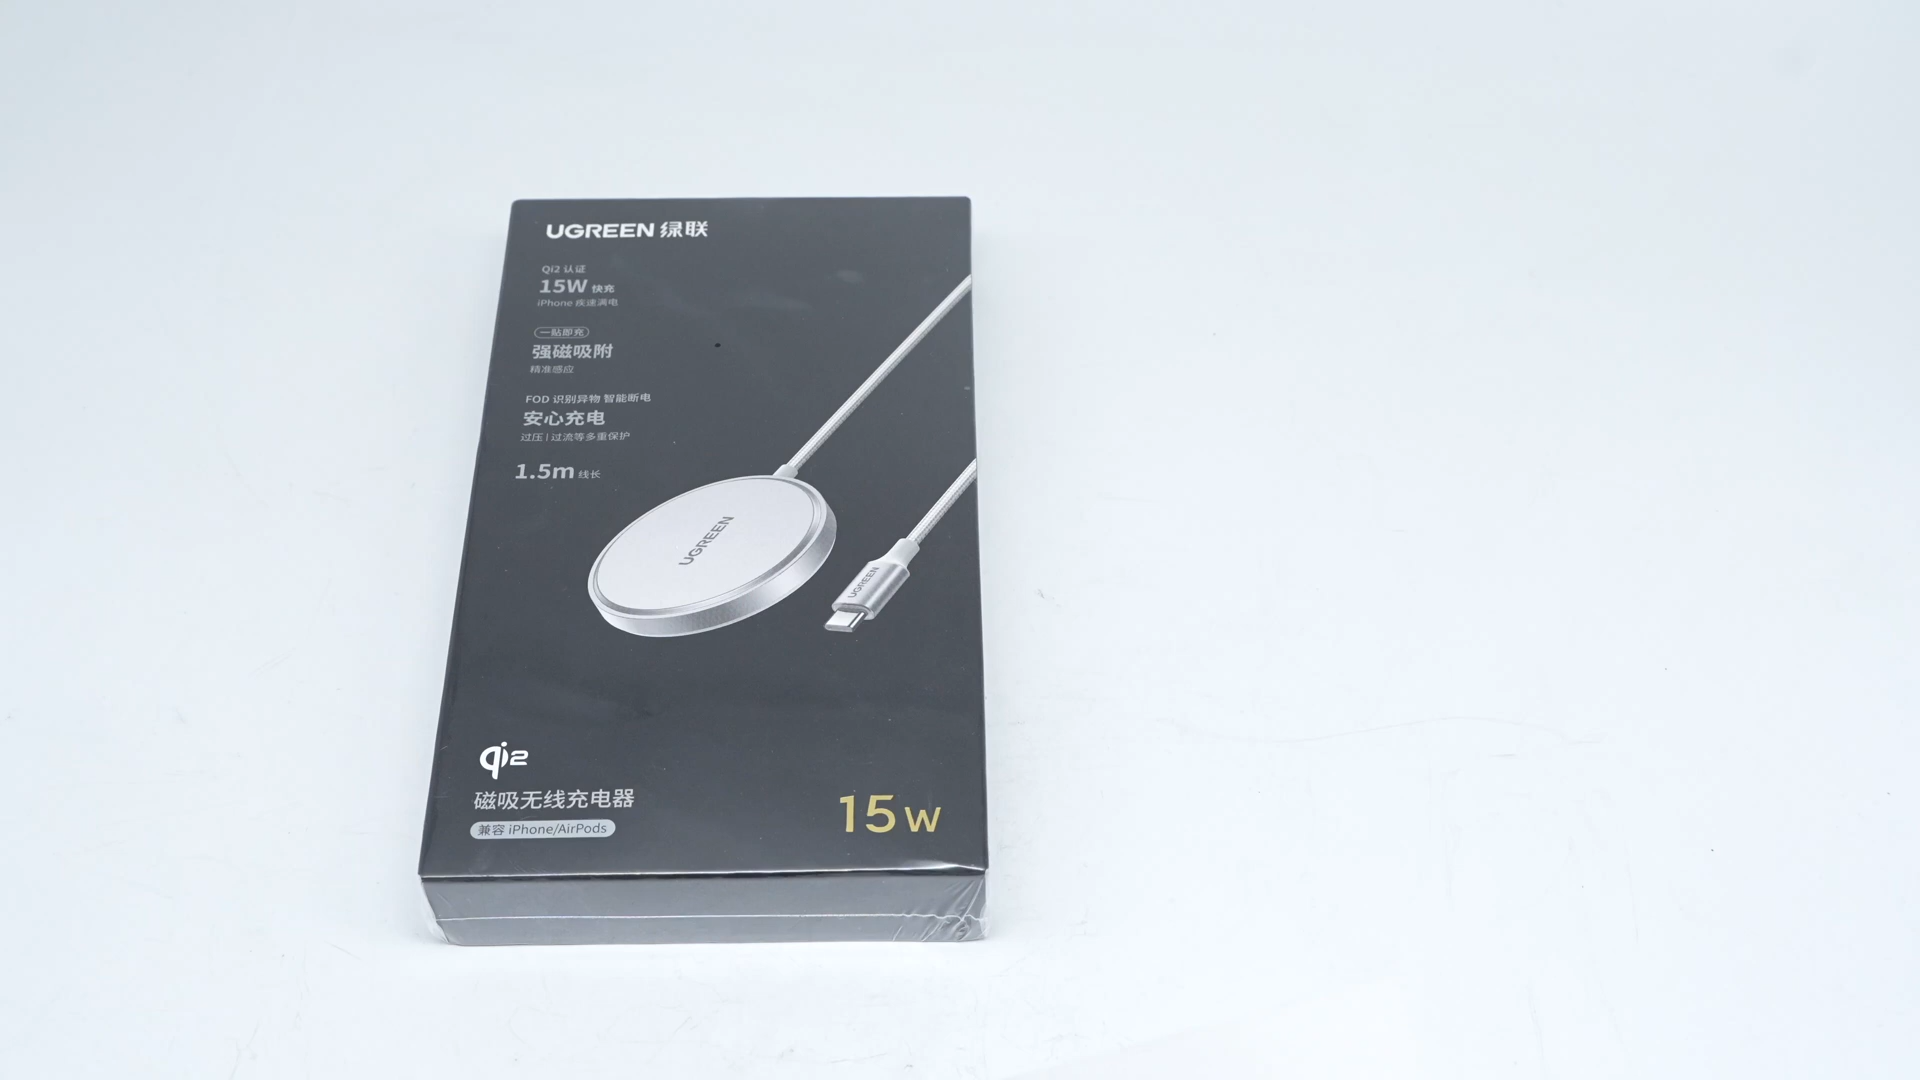 UGREEN 绿联
Qi2 认证
15W 快充
iPhone 疾速满电
一贴即充
强磁吸附
精准感应
FOD 识别异物 智能断电
安心充电
过压 | 过流等多重保护
1.5m 线长
UGREEN
UGREEN
qi2
磁吸无线充电器
兼容 iPhone/AirPods
15W